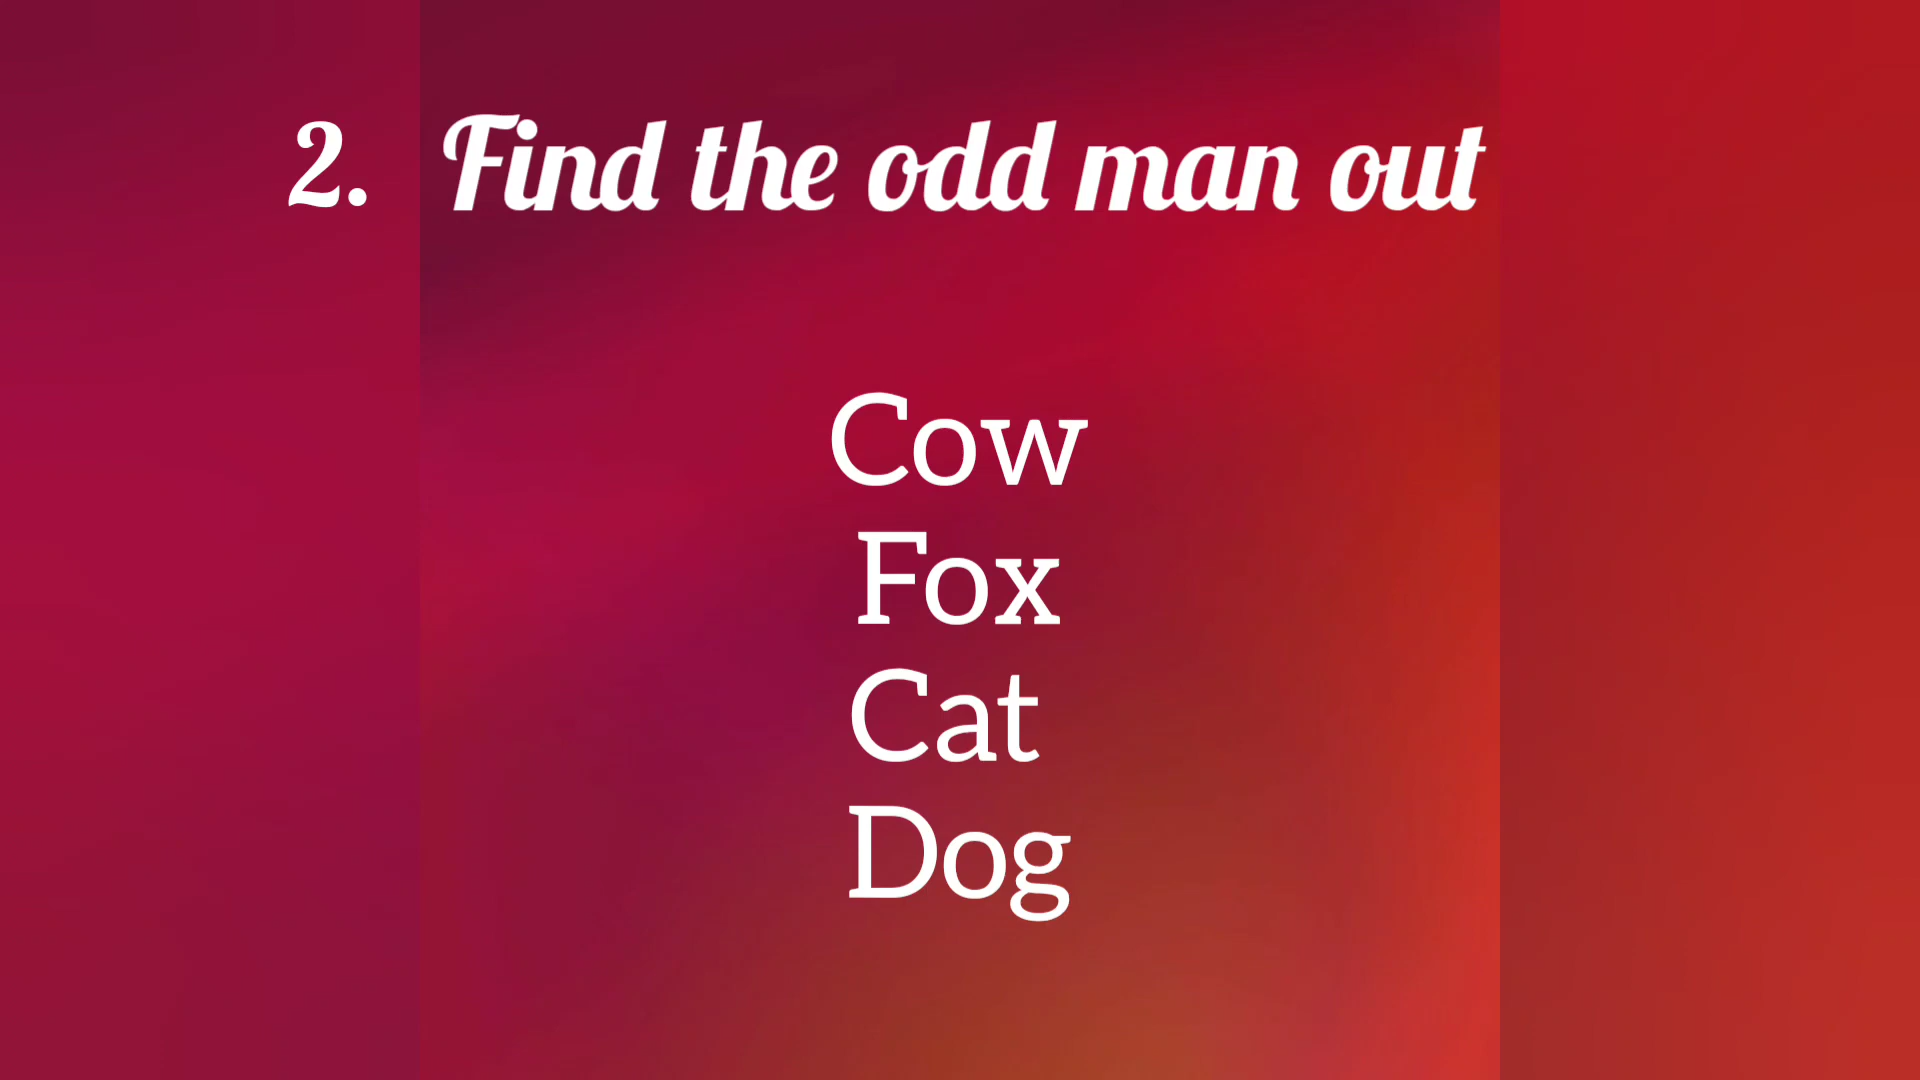 2. Find the odd man out
Cow
Fox
Cat
Dog